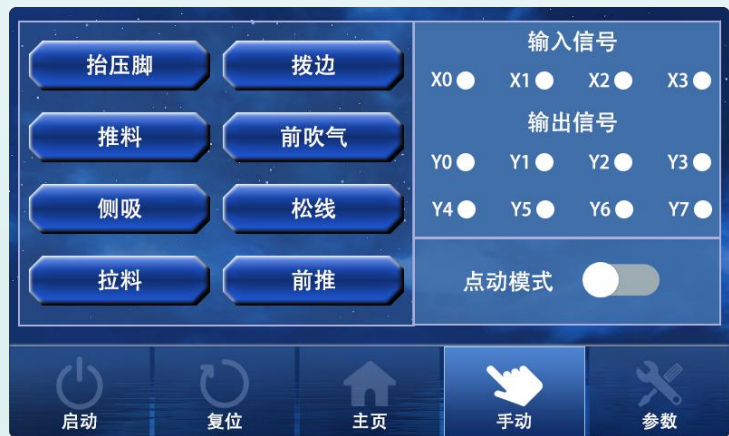 抬压脚 拨边
推料 前吹气
侧吸 松线
拉料 前推
输入信号
X0 X1 X2 X3
输出信号
Y0 Y1 Y2 Y3
Y4 Y5 Y6 Y7
点动模式
启动 复位 主页 手动 参数